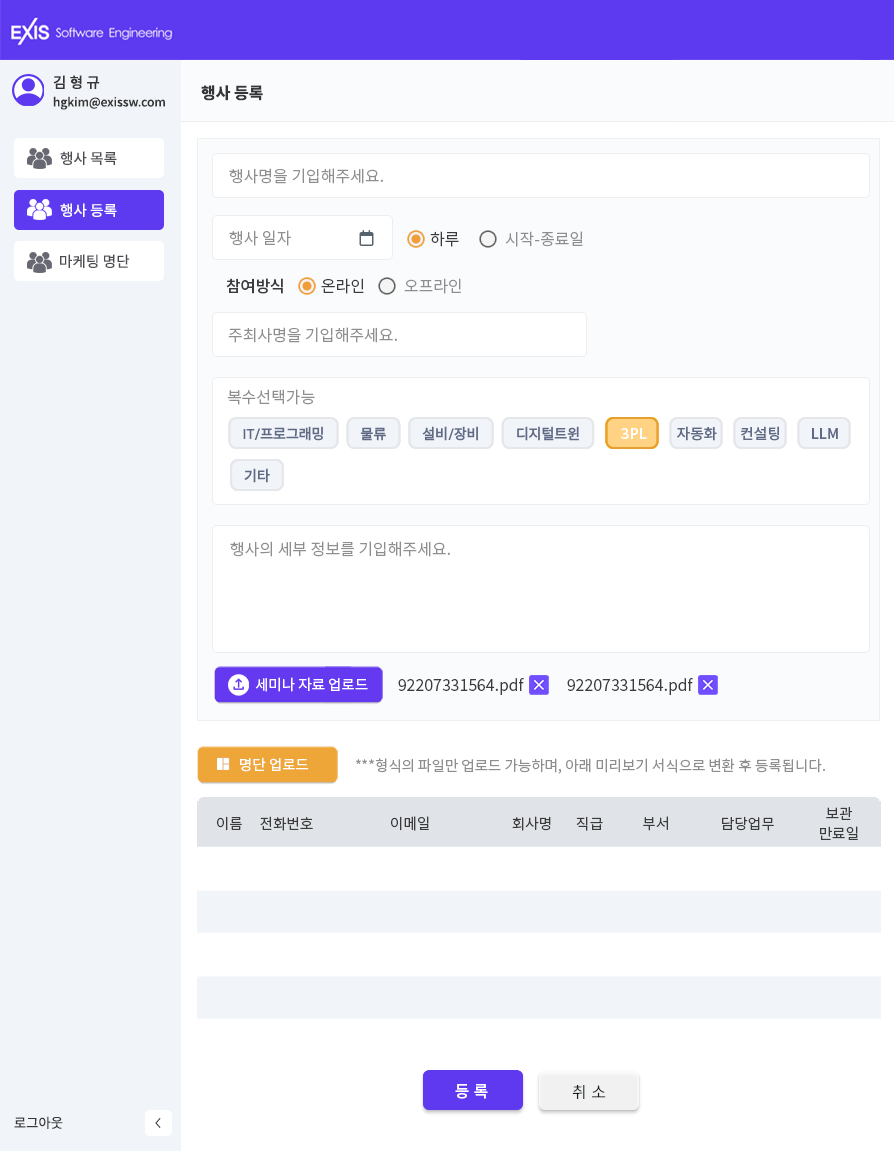 EXIS Software Engineering
김 형 규
hgkim@exissw.com
행사 목록
행사 등록
마케팅 명단
로그아웃
행사 등록
행사명을 기입해주세요.
행사 일자
하루
시작-종료일
참여방식
온라인
오프라인
주최사명을 기입해주세요.
복수선택가능
IT/프로그래밍
물류
설비/장비
디지털트윈
3PL
자동화
컨설팅
LLM
기타
행사의 세부 정보를 기입해주세요.
세미나 자료 업로드
92207331564.pdf
92207331564.pdf
명단 업로드
***형식의 파일만 업로드 가능하며, 아래 미리보기 서식으로 변환 후 등록됩니다.
이름
전화번호
이메일
회사명
직급
부서
담당업무
보관
만료일
등 록
취 소